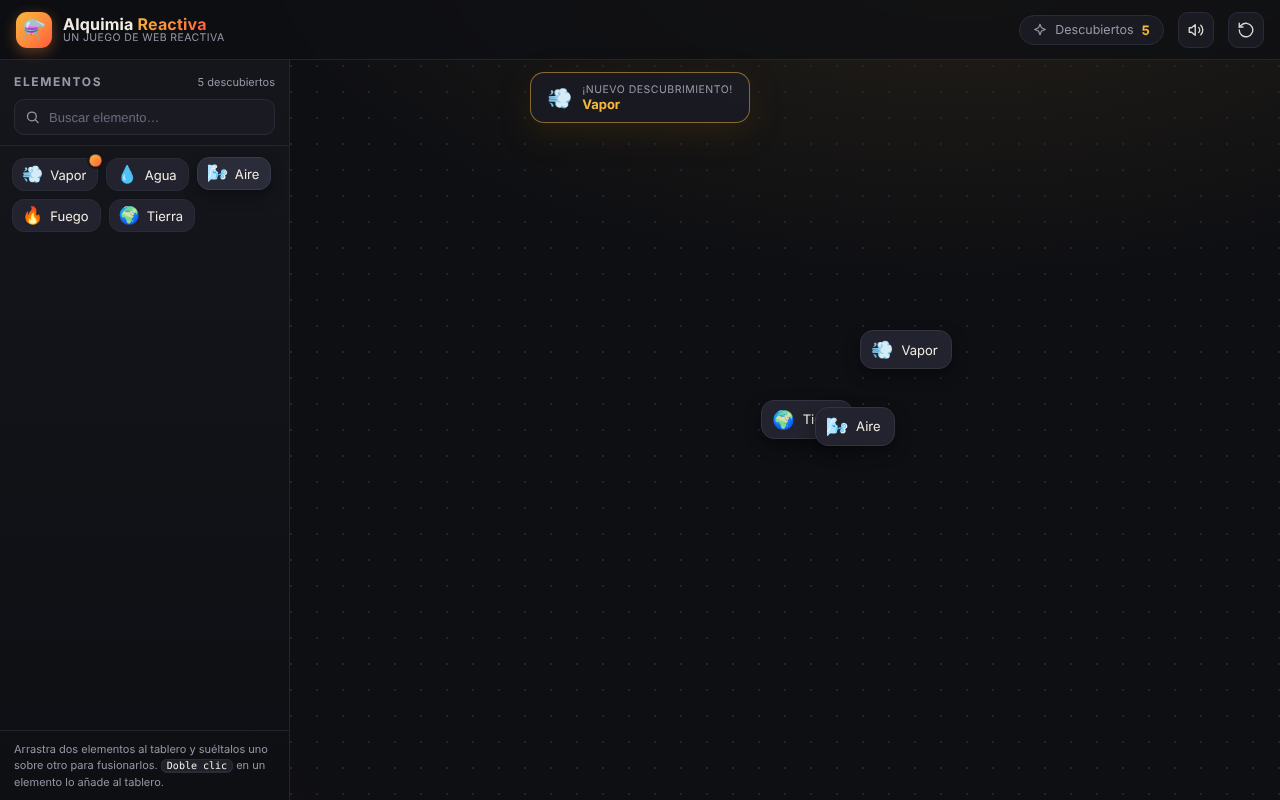 Alquimia Reactiva
UN JUEGO DE WEB REACTIVA
Descubiertos 5
ELEMENTOS
5 descubiertos
Buscar elemento…
Vapor
Agua
Aire
Fuego
Tierra
¡NUEVO DESCUBRIMIENTO!
Vapor
Vapor
Ti
Aire
Arrastra dos elementos al tablero y suéltalos uno
sobre otro para fusionarlos. Doble clic en un
elemento lo añade al tablero.